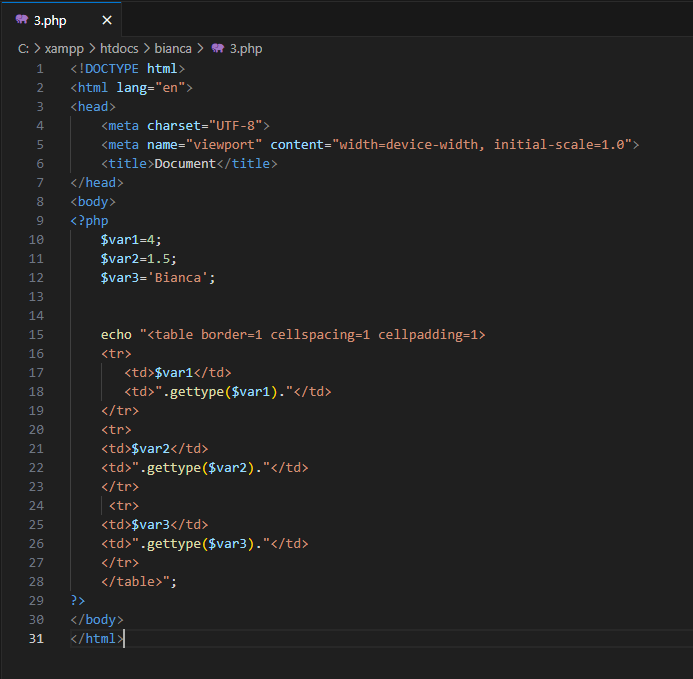 3.php ×
C: > xampp > htdocs > bianca > 3.php
1 <!DOCTYPE html>
2 <html lang="en">
3 <head>
4     <meta charset="UTF-8">
5     <meta name="viewport" content="width=device-width, initial-scale=1.0">
6     <title>Document</title>
7 </head>
8 <body>
9 <?php
10     $var1=4;
11     $var2=1.5;
12     $var3='Bianca';
13
14
15     echo "<table border=1 cellspacing=1 cellpadding=1>
16     <tr>
17        <td>$var1</td>
18        <td>".gettype($var1)."</td>
19     </tr>
20     <tr>
21     <td>$var2</td>
22     <td>".gettype($var2)."</td>
23     </tr>
24      <tr>
25     <td>$var3</td>
26     <td>".gettype($var3)."</td>
27     </tr>
28     </table>";
29 ?>
30 </body>
31 </html>